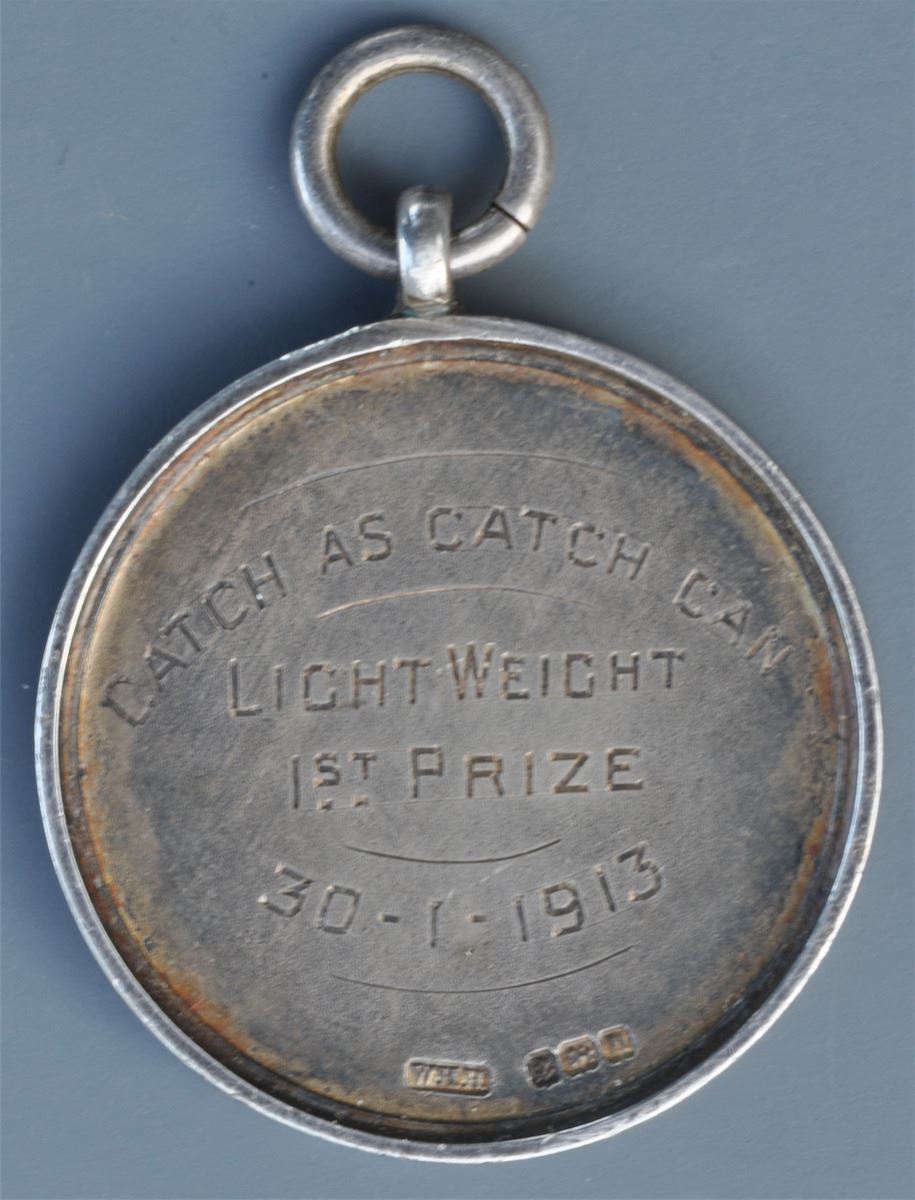 CATCH AS CATCH CAN
LIGHT WEIGHT
1ST PRIZE
30-1-1913
W.H.H